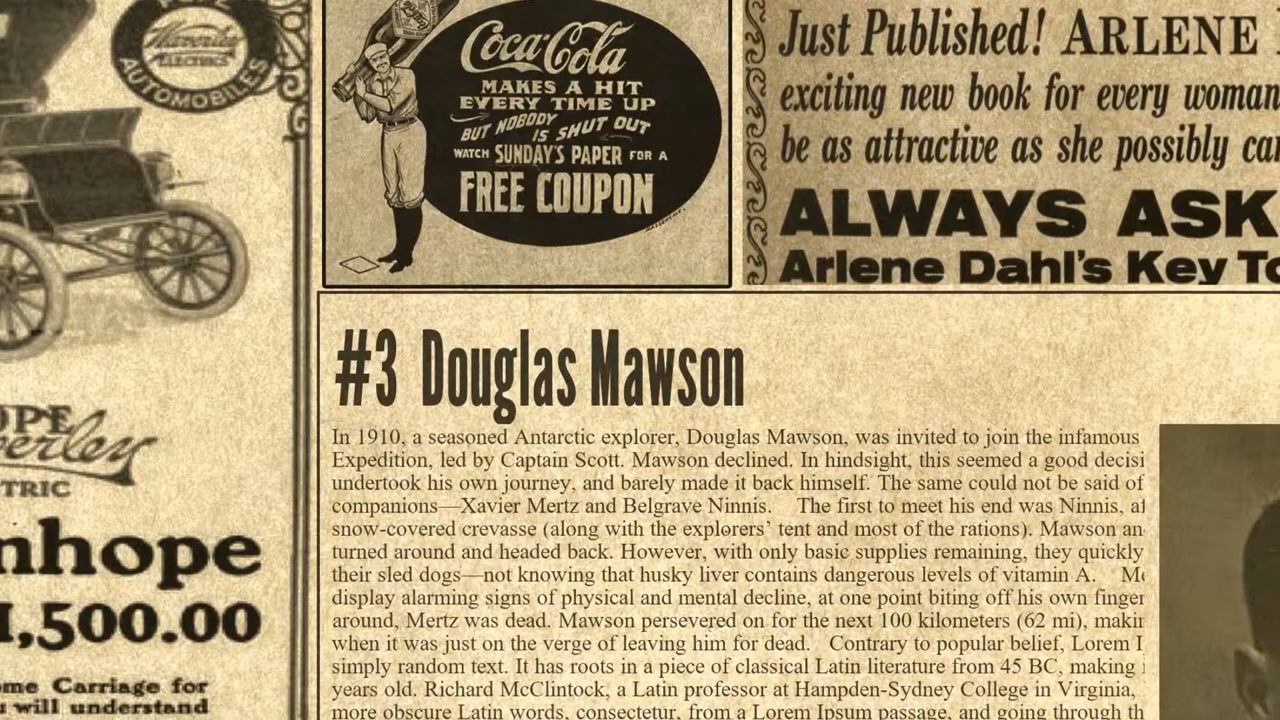 AUTOMOBILES
Waverley
ELECTRICS
Coca-Cola
MAKES A HIT
EVERY TIME UP
BUT NOBODY
IS SHUT OUT
WATCH SUNDAY'S PAPER FOR A
FREE COUPON
Just Published! ARLENE
exciting new book for every woman
be as attractive as she possibly
ALWAYS ASK
Arlene Dahl's Key
#3 Douglas Mawson
In 1910, a seasoned Antarctic explorer, Douglas Mawson, was invited to join the infamous
Expedition, led by Captain Scott. Mawson declined. In hindsight, this seemed a good decisi
undertook his own journey, and barely made it back himself. The same could not be said of
companions—Xavier Mertz and Belgrave Ninnis. The first to meet his end was Ninnis, a
snow-covered crevasse (along with the explorers' tent and most of the rations). Mawson an
turned around and headed back. However, with only basic supplies remaining, they quickly
their sled dogs—not knowing that husky liver contains dangerous levels of vitamin A. M
display alarming signs of physical and mental decline, at one point biting off his own finger
around, Mertz was dead. Mawson persevered on for the next 100 kilometers (62 mi), makin
when it was just on the verge of leaving him for dead. Contrary to popular belief, Lorem I
simply random text. It has roots in a piece of classical Latin literature from 45 BC, making i
years old. Richard McClintock, a Latin professor at Hampden-Sydney College in Virginia,
more obscure Latin words, consectetur, from a Lorem Ipsum passage, and going through th
OPE
verley
TRIC
nhope
1,500.00
me Carriage for
will understand